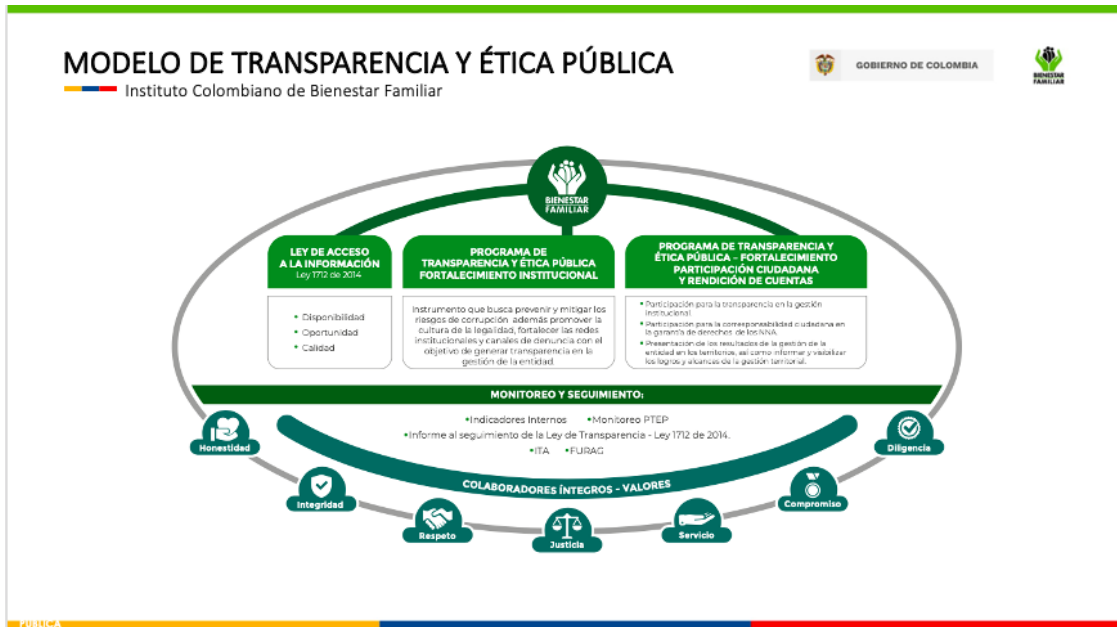 MODELO DE TRANSPARENCIA Y ÉTICA PÚBLICA
Instituto Colombiano de Bienestar Familiar
GOBIERNO DE COLOMBIA
BIENESTAR
FAMILIAR
BIENESTAR
FAMILIAR
LEY DE ACCESO
A LA INFORMACIÓN
Ley 1712 de 2014
• Disponibilidad
• Oportunidad
• Calidad
PROGRAMA DE
TRANSPARENCIA Y ÉTICA PÚBLICA
FORTALECIMIENTO INSTITUCIONAL
Instrumento que busca prevenir y mitigar los
riesgos de corrupción además promover la
cultura de la legalidad, fortalecer las redes
institucionales y canales de denuncia con el
objetivo de generar transparencia en la
gestión de la entidad.
PROGRAMA DE TRANSPARENCIA Y
ÉTICA PÚBLICA – FORTALECIMIENTO
PARTICIPACIÓN CIUDADANA
Y RENDICIÓN DE CUENTAS
• Participación para la transparencia en la gestión
institucional
• Participación para la corresponsabilidad ciudadana en
la garantía de derechos de los NNA.
• Presentación de los resultados de la gestión de la
entidad en los territorios, así como informar y visibilizar
los logros y alcances de la gestión territorial.
MONITOREO Y SEGUIMIENTO:
•Indicadores Internos •Monitoreo PTEP
•Informe al seguimiento de la Ley de Transparencia - Ley 1712 de 2014.
•ITA •FURAG
COLABORADORES ÍNTEGROS – VALORES
Honestidad
Integridad
Respeto
Justicia
Servicio
Compromiso
Diligencia
PÚBLICA